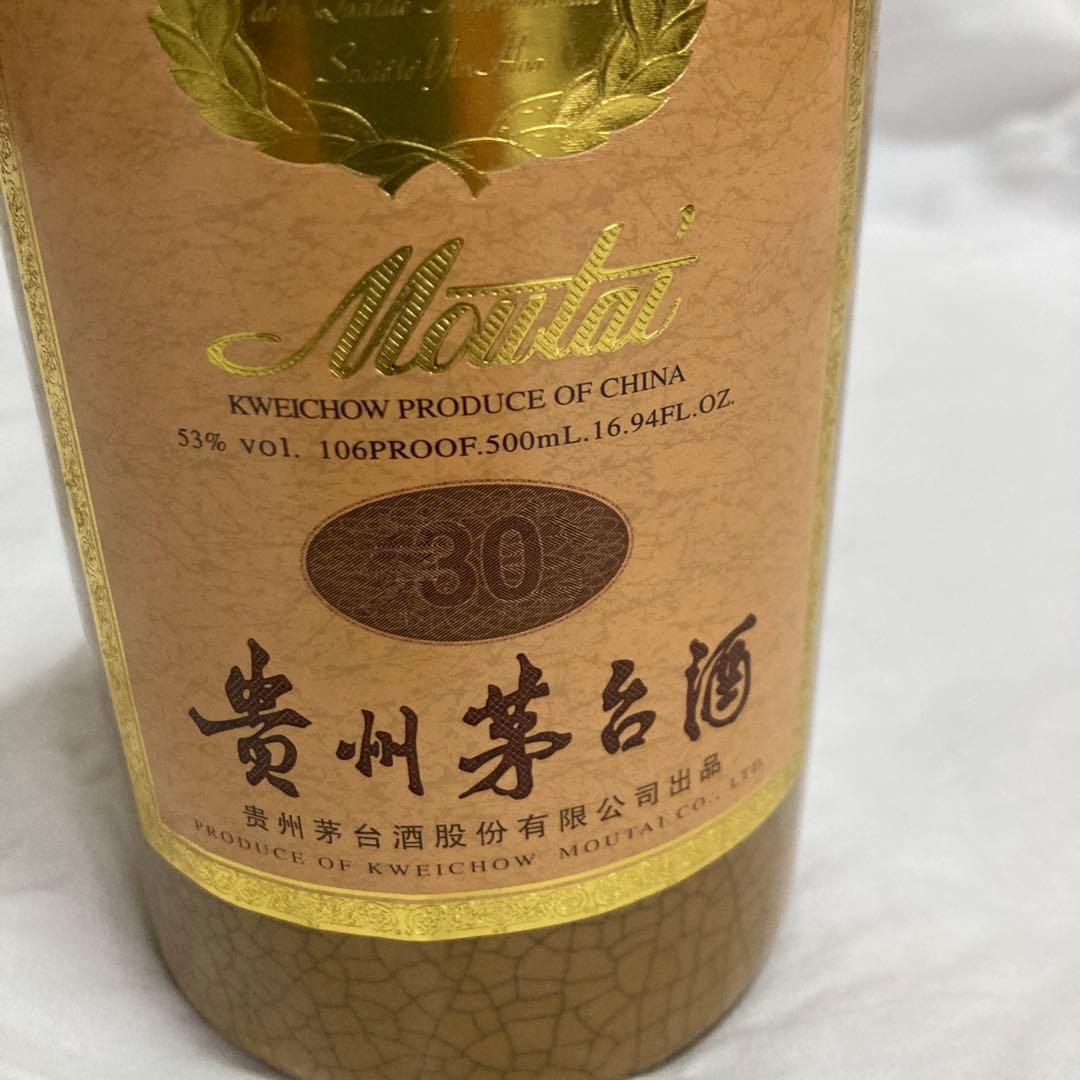 Moutai
KWEICHOW PRODUCE OF CHINA
53% vol. 106PROOF.500mL.16.94FL.OZ.
30
贵州茅台酒
贵州茅台酒股份有限公司出品
PRODUCE OF KWEICHOW MOUTAI CO., LTD.